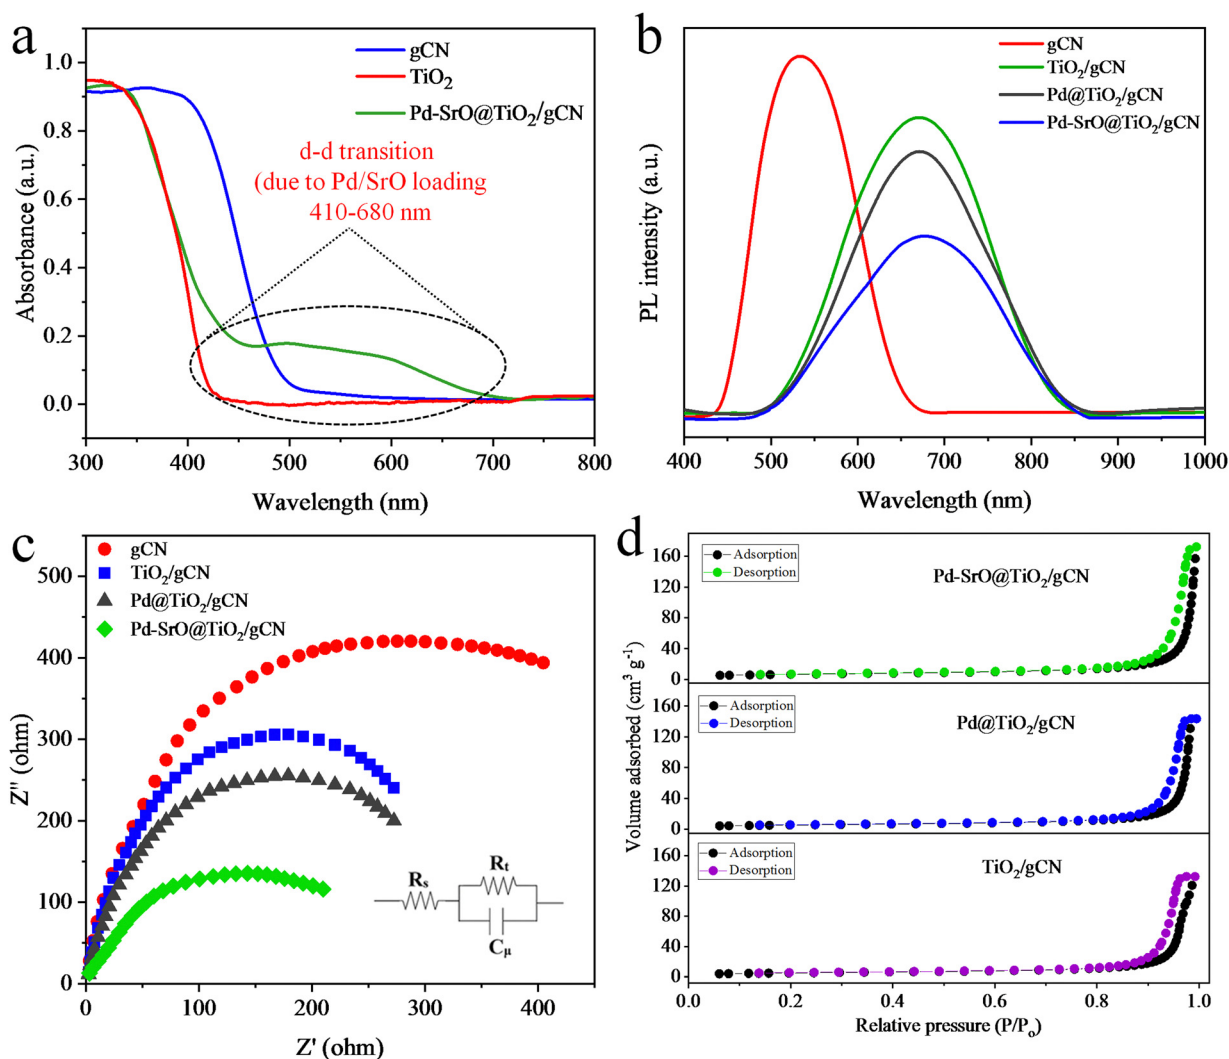 a
gCN
TiO₂
Pd-SrO@TiO₂/gCN
d-d transition
(due to Pd/SrO loading
410-680 nm
Absorbance (a.u.)
1.0
0.8
0.6
0.4
0.2
0.0
300 400 500 600 700 800
Wavelength (nm)
b
gCN
TiO₂/gCN
Pd@TiO₂/gCN
Pd-SrO@TiO₂/gCN
PL intensity (a.u.)
400 500 600 700 800 900 1000
Wavelength (nm)
c
gCN
TiO₂/gCN
Pd@TiO₂/gCN
Pd-SrO@TiO₂/gCN
Z'' (ohm)
500
400
300
200
100
0
Rs
Rt
Cμ
0 100 200 300 400
Z' (ohm)
d
Adsorption
Desorption
Pd-SrO@TiO₂/gCN
160
120
80
40
0
Adsorption
Desorption
Pd@TiO₂/gCN
160
120
80
40
0
Adsorption
Desorption
TiO₂/gCN
160
120
80
40
0
Volume adsorbed (cm³ g⁻¹)
0.0 0.2 0.4 0.6 0.8 1.0
Relative pressure (P/Pₒ)